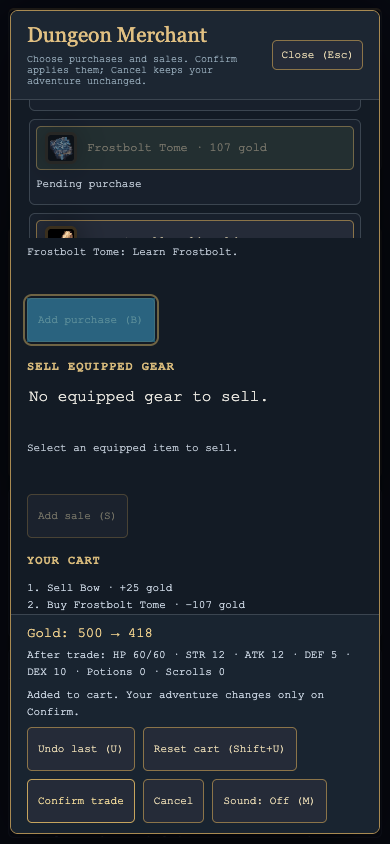 Dungeon Merchant
Choose purchases and sales. Confirm
applies them; Cancel keeps your
adventure unchanged.
Close (Esc)
Frostbolt Tome · 107 gold
Pending purchase
Frostbolt Tome: Learn Frostbolt.
Add purchase (B)
SELL EQUIPPED GEAR
No equipped gear to sell.
Select an equipped item to sell.
Add sale (S)
YOUR CART
1. Sell Bow · +25 gold
2. Buy Frostbolt Tome · −107 gold
Gold: 500 → 418
After trade: HP 60/60 · STR 12 · ATK 12 · DEF 5 ·
DEX 10 · Potions 0 · Scrolls 0
Added to cart. Your adventure changes only on
Confirm.
Undo last (U)
Reset cart (Shift+U)
Confirm trade
Cancel
Sound: Off (M)